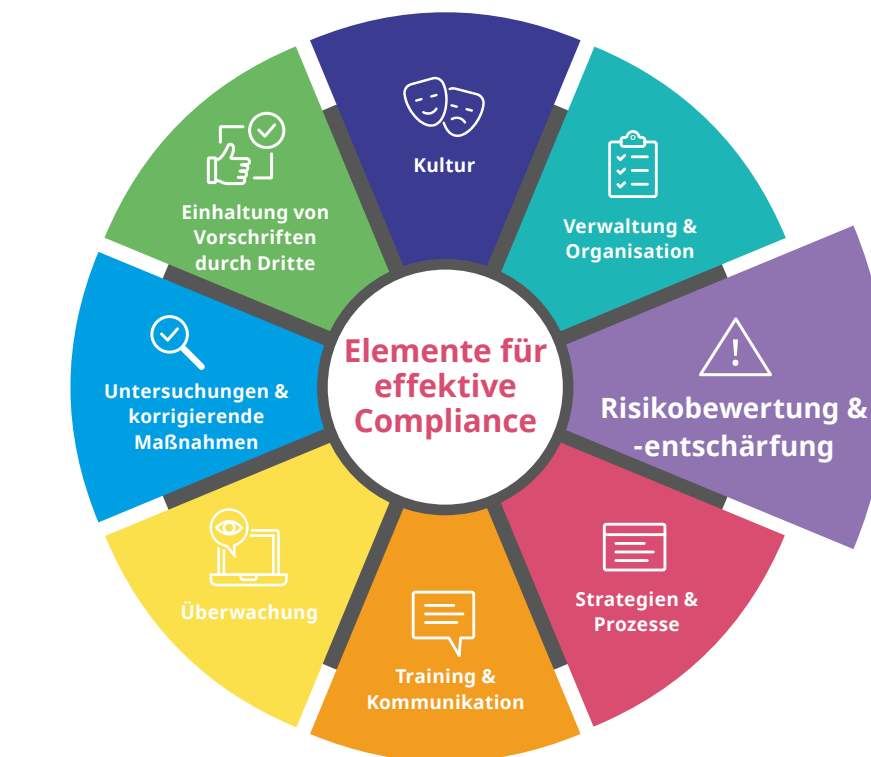 Elemente für
effektive
Compliance
Kultur
Verwaltung &
Organisation
Risikobewertung &
-entschärfung
Strategien &
Prozesse
Training &
Kommunikation
Überwachung
Untersuchungen &
korrigierende
Maßnahmen
Einhaltung von
Vorschriften
durch Dritte